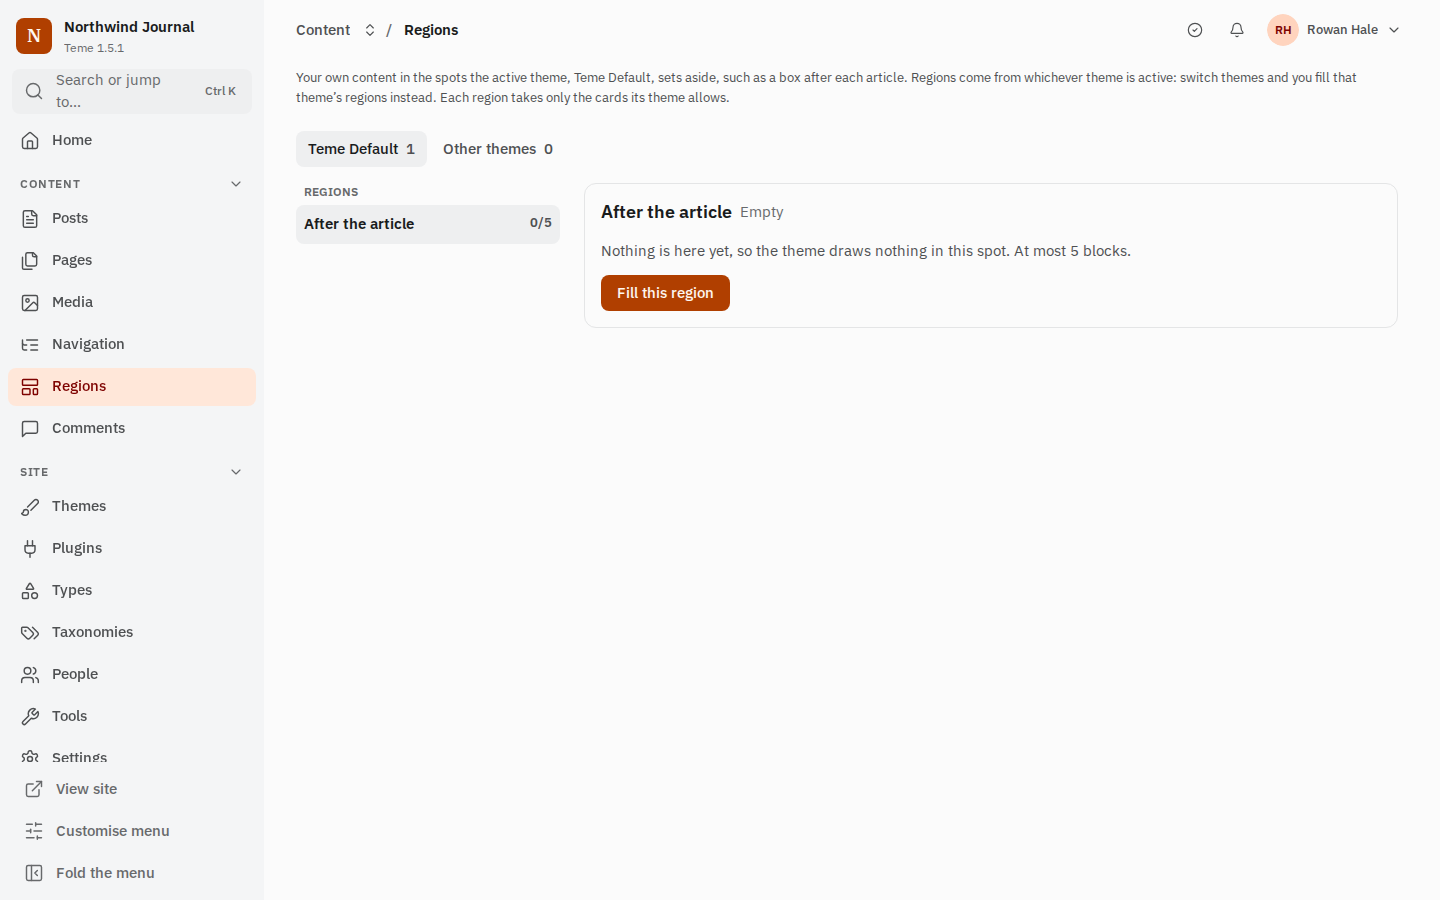 N
Northwind Journal
Teme 1.5.1
Search or jump
to...
Ctrl K
Home
CONTENT
Posts
Pages
Media
Navigation
Regions
Comments
SITE
Themes
Plugins
Types
Taxonomies
People
Tools
Settings
View site
Customise menu
Fold the menu
Content / Regions
RH Rowan Hale
Your own content in the spots the active theme, Teme Default, sets aside, such as a box after each article. Regions come from whichever theme is active: switch themes and you fill that
theme’s regions instead. Each region takes only the cards its theme allows.
Teme Default 1 Other themes 0
REGIONS
After the article 0/5
After the article Empty
Nothing is here yet, so the theme draws nothing in this spot. At most 5 blocks.
Fill this region